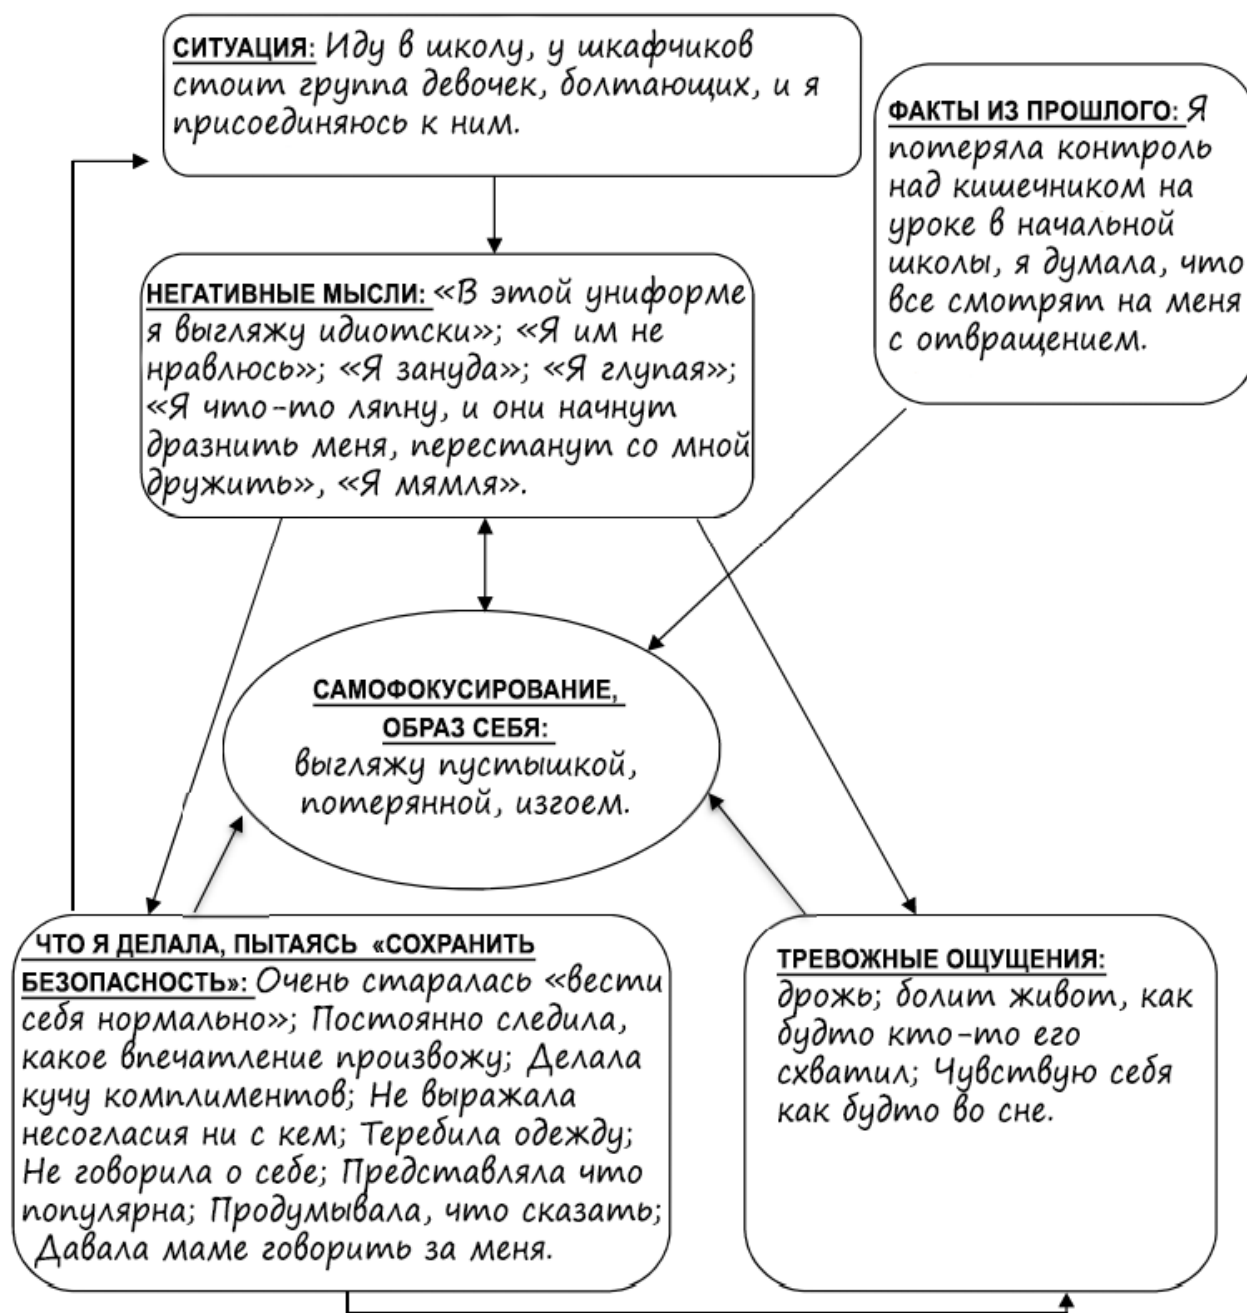 СИТУАЦИЯ: Иду в школу, у шкафчиков
стоит группа девочек, болтающих, и я
присоединяюсь к ним.
ФАКТЫ ИЗ ПРОШЛОГО: Я
потеряла контроль
над кишечником на
уроке в начальной
школы, я думала, что
все смотрят на меня
с отвращением.
НЕГАТИВНЫЕ МЫСЛИ: «В этой униформе
я выгляжу идиотски»; «Я им не
нравлюсь»; «Я зануда»; «Я глупая»;
«Я что-то ляпну, и они начнут
дразнить меня, перестанут со мной
дружить», «Я мямля».
САМОФОКУСИРОВАНИЕ,
ОБРАЗ СЕБЯ:
выгляжу пустышкой,
потерянной, изгоем.
ЧТО Я ДЕЛАЛА, ПЫТАЯСЬ «СОХРАНИТЬ
БЕЗОПАСНОСТЬ»: Очень старалась «вести
себя нормально»; Постоянно следила,
какое впечатление произвожу; Делала
кучу комплиментов; Не выражала
несогласия ни с кем; Теребила одежду;
Не говорила о себе; Представляла что
популярна; Продумывала, что сказать;
Давала маме говорить за меня.
ТРЕВОЖНЫЕ ОЩУЩЕНИЯ:
дрожь; болит живот, как
будто кто-то его
схватил; Чувствую себя
как будто во сне.